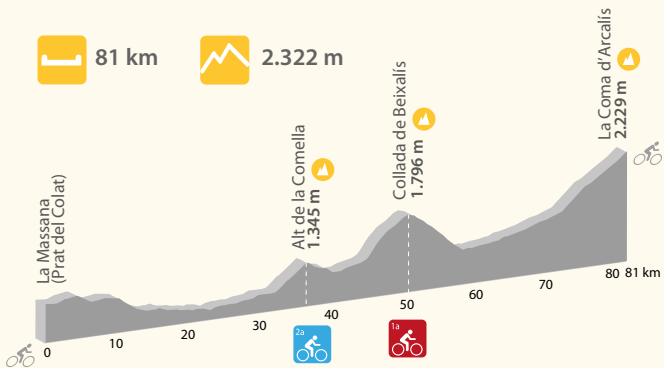 81 km
2.322 m
La Massana
(Prat del Colat)
Alt de la Comella
1.345 m
Collada de Beixalís
1.796 m
La Coma d'Arcalís
2.229 m
0
10
20
30
40
50
60
70
80
81 km
2a
1a